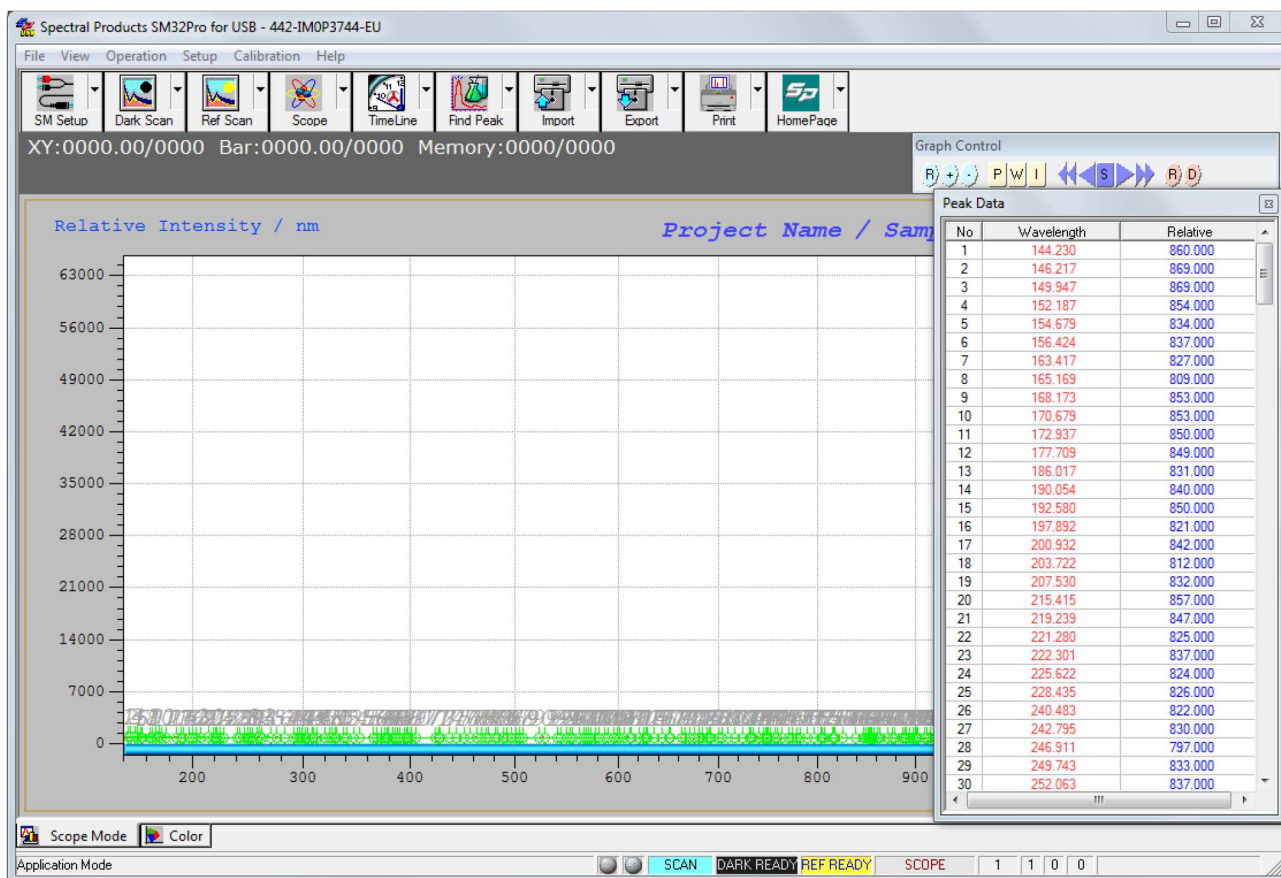 Spectral Products SM32Pro for USB - 442-IM0P3744-EU
File View Operation Setup Calibration Help
SM Setup Dark Scan Ref Scan Scope TimeLine Find Peak Import Export Print HomePage
XY:0000.00/0000 Bar:0000.00/0000 Memory:0000/0000
Graph Control
R + - P W I S R D
Peak Data
Relative Intensity / nm
Project Name /
No Wavelength Relative
1 144.230 860.000
2 146.217 869.000
3 149.947 869.000
4 152.187 854.000
5 154.679 834.000
6 156.424 837.000
7 163.417 827.000
8 165.169 809.000
9 168.173 853.000
10 170.679 853.000
11 172.937 850.000
12 177.709 849.000
13 186.017 831.000
14 190.054 840.000
15 192.580 850.000
16 197.892 821.000
17 200.932 842.000
18 203.722 812.000
19 207.530 832.000
20 215.415 857.000
21 219.239 847.000
22 221.280 825.000
23 222.301 837.000
24 225.622 824.000
25 228.435 826.000
26 240.483 822.000
27 242.795 830.000
28 246.911 797.000
29 249.743 833.000
30 252.063 837.000
63000
56000
49000
42000
35000
28000
21000
14000
7000
0
200 300 400 500 600 700 800 900
Scope Mode Color
Application Mode SCAN DARK READY REF READY SCOPE 1 1 0 0